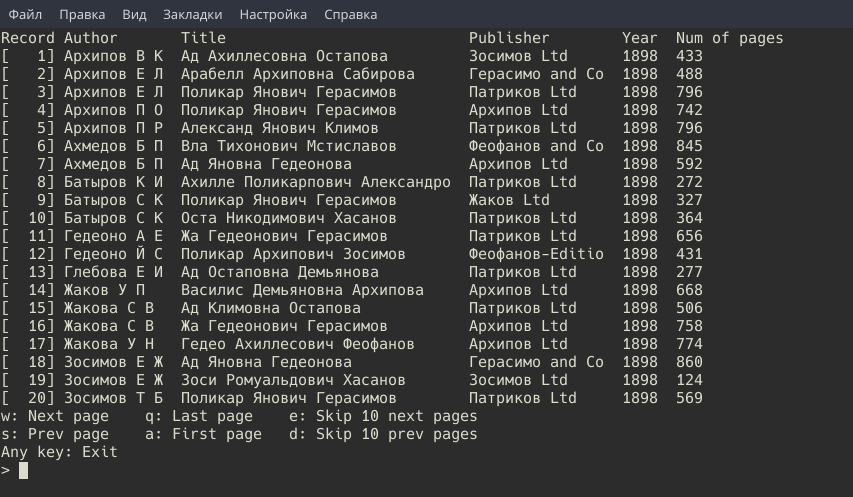 Файл Правка Вид Закладки Настройка Справка
Record Author Title Publisher Year Num of pages
[ 1] Архипов В К Ад Ахиллесовна Остапова Зосимов Ltd 1898 433
[ 2] Архипов Е Л Арабелл Архиповна Сабирова Герасимо and Co 1898 488
[ 3] Архипов Е Л Поликар Янович Герасимов Патриков Ltd 1898 796
[ 4] Архипов П О Поликар Янович Герасимов Архипов Ltd 1898 742
[ 5] Архипов П Р Александ Янович Климов Патриков Ltd 1898 796
[ 6] Ахмедов Б П Вла Тихонович Мстиславов Феофанов and Co 1898 845
[ 7] Ахмедов Б П Ад Яновна Гедеонова Архипов Ltd 1898 592
[ 8] Батыров К И Ахилле Поликарпович Александро Патриков Ltd 1898 272
[ 9] Батыров С К Поликар Янович Герасимов Жаков Ltd 1898 327
[ 10] Батыров С К Оста Никодимович Хасанов Патриков Ltd 1898 364
[ 11] Гедеоно А Е Жа Гедеонович Герасимов Патриков Ltd 1898 656
[ 12] Гедеоно Й С Поликар Архипович Зосимов Феофанов-Editio 1898 431
[ 13] Глебова Е И Ад Остаповна Демьянова Патриков Ltd 1898 277
[ 14] Жаков У П Василис Демьяновна Архипова Архипов Ltd 1898 668
[ 15] Жакова С В Ад Климовна Остапова Патриков Ltd 1898 506
[ 16] Жакова С В Жа Гедеонович Герасимов Архипов Ltd 1898 758
[ 17] Жакова У Н Гедео Ахиллесович Феофанов Архипов Ltd 1898 774
[ 18] Зосимов Е Ж Ад Яновна Гедеонова Герасимо and Co 1898 860
[ 19] Зосимов Е Ж Зоси Ромуальдович Хасанов Зосимов Ltd 1898 124
[ 20] Зосимов Т Б Поликар Янович Герасимов Патриков Ltd 1898 569
w: Next page q: Last page e: Skip 10 next pages
s: Prev page a: First page d: Skip 10 prev pages
Any key: Exit
>